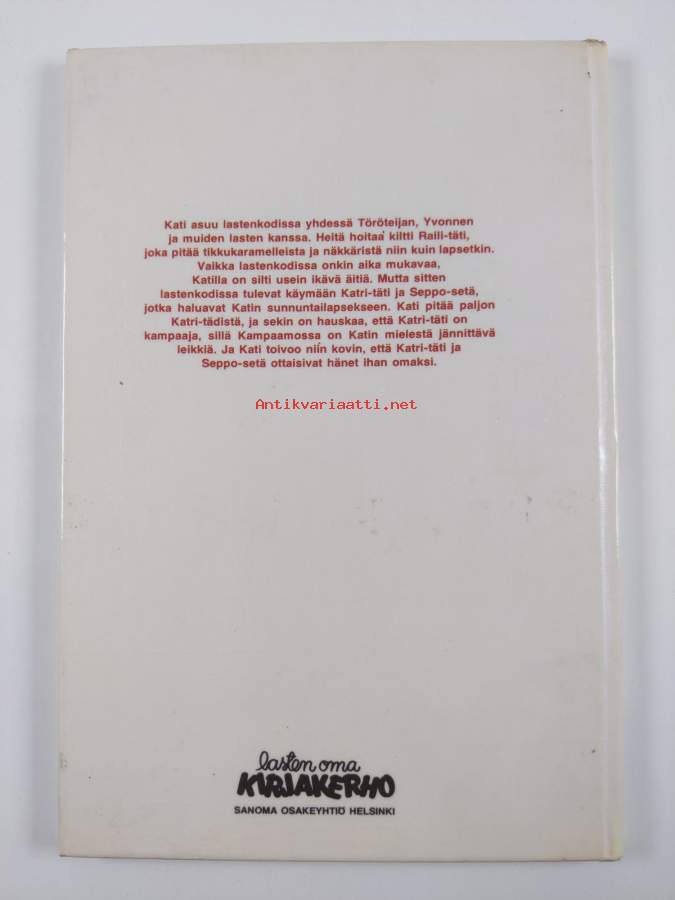 Kati asuu lastenkodissa yhdessä Töröteijan, Yvonnen
ja muiden lasten kanssa. Heitä hoitaa kiltti Raili-täti,
joka pitää tikkukaramelleista ja näkkäristä niin kuin lapsetkin.
Vaikka lastenkodissa onkin aika mukavaa,
Katilla on silti usein ikävä äitiä. Mutta sitten
lastenkodissa tulevat käymään Katri-täti ja Seppo-setä,
jotka haluavat Katin sunnuntailapsekseen. Kati pitää paljon
Katri-tädistä, ja sekin on hauskaa, että Katri-täti on
kampaaja, sillä Kampaamossa on Katin mielestä jännittävä
leikkiä. Ja Kati toivoo niin kovin, että Katri-täti ja
Seppo-setä ottaisivat hänet ihan omaksi.
Antikvariaatti.net
lasten oma
KIRJAKERHO
SANOMA OSAKEYHTIÖ HELSINKI